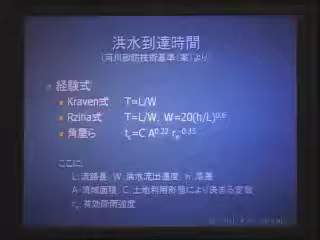 洪水到達時間
(河川砂防技術基準(案)より)
経験式
Kraven式 T=L/W
Rziha式 T=L/W, W=20(h/L)^0.6
角屋ら t_c=C A^0.22 r_e^-0.35
ここに、
L:流路長, W:洪水流出速度, h:落差
A:流域面積, C:土地利用形態により決まる定数
r_e:有効降雨強度